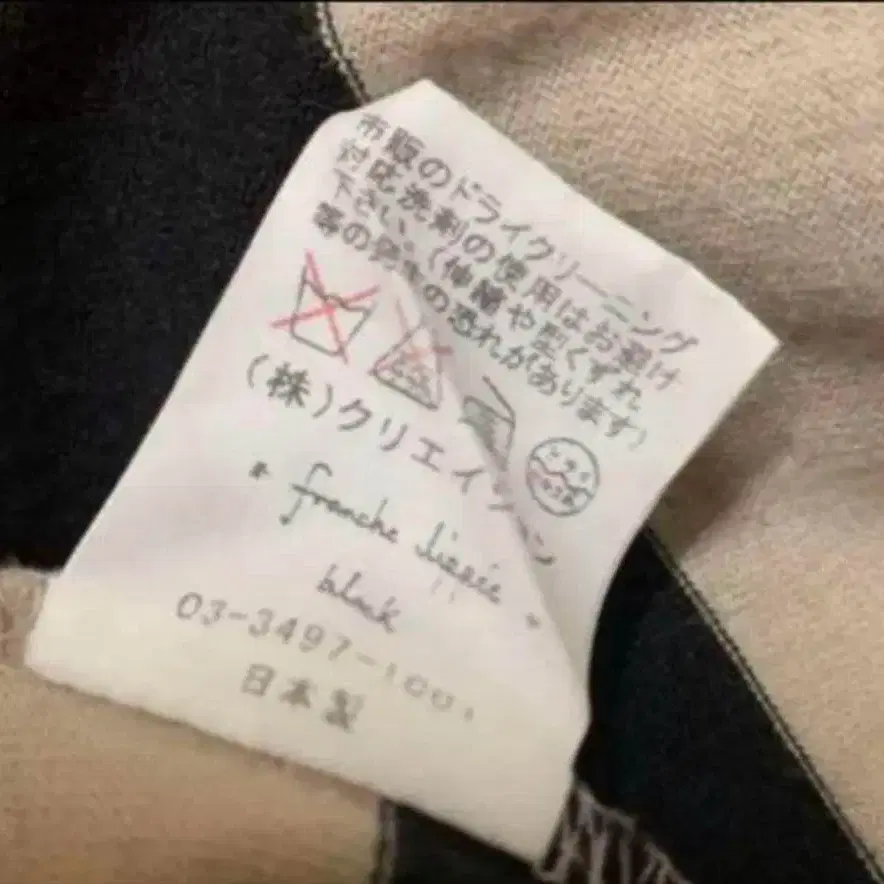 市販のドライクリーニング
対応洗剤の使用はお避け
下さい。(伸縮や型くずれ
等の発生の恐れがあります)
(株)クリエイション
franche lippée
black
03-3497-1001
日本製